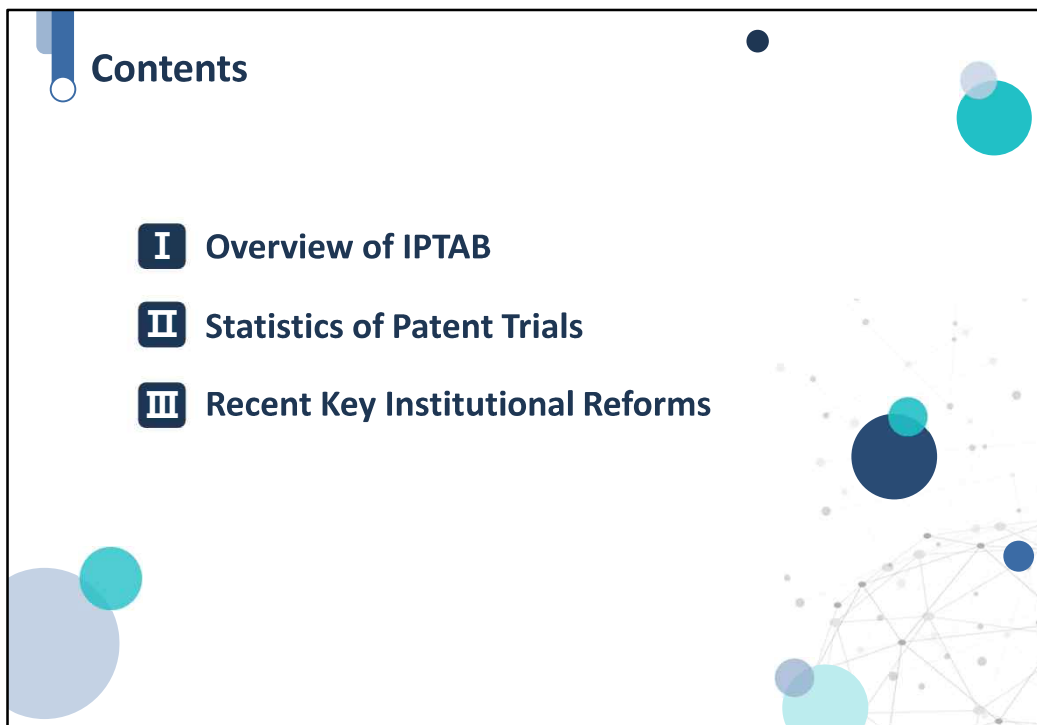 Contents
I Overview of IPTAB
II Statistics of Patent Trials
III Recent Key Institutional Reforms